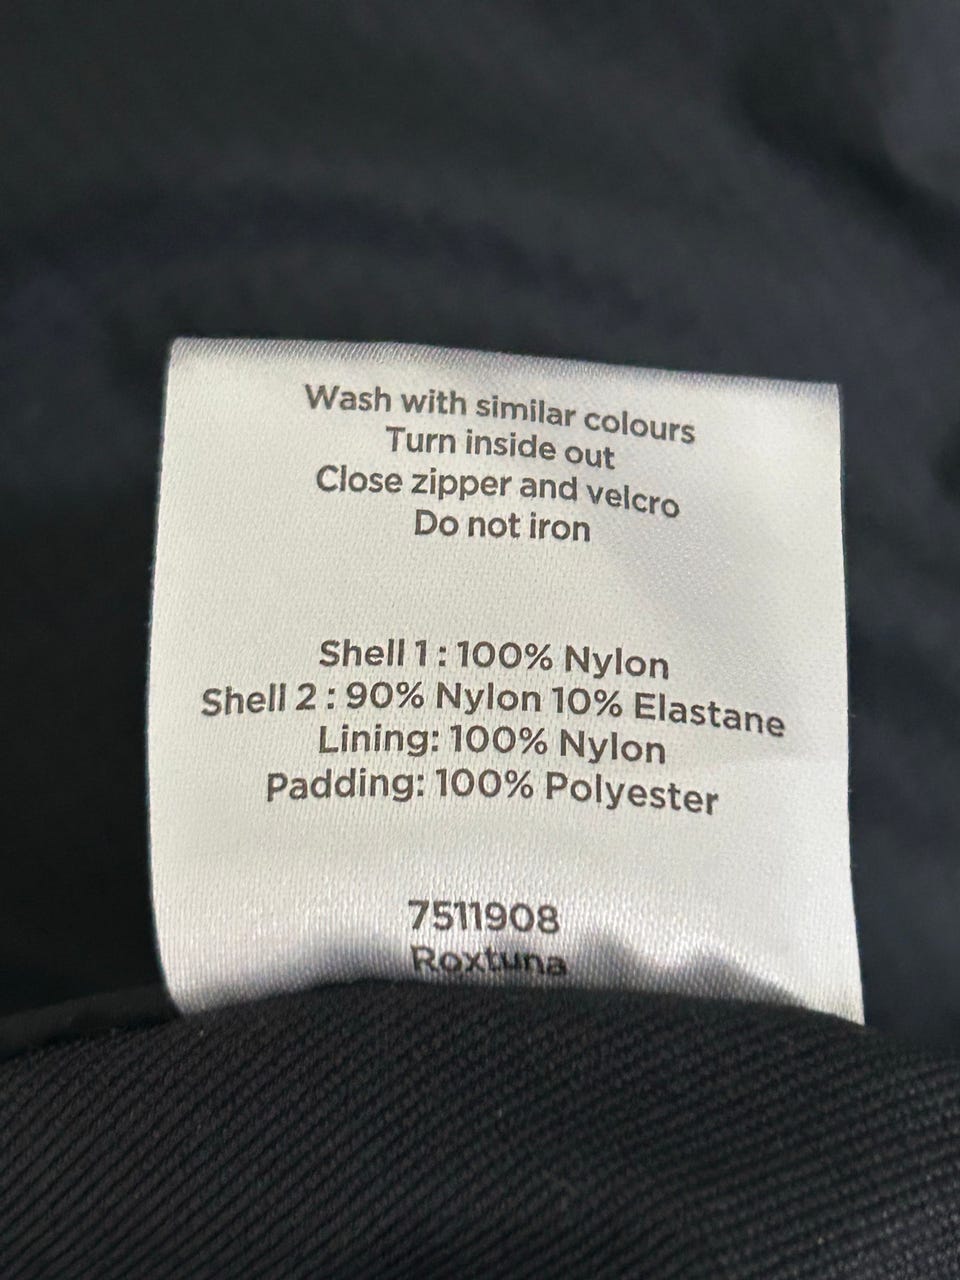 Wash with similar colours
Turn inside out
Close zipper and velcro
Do not iron
Shell 1 : 100% Nylon
Shell 2 : 90% Nylon 10% Elastane
Lining: 100% Nylon
Padding: 100% Polyester
7511908
Roxtuna